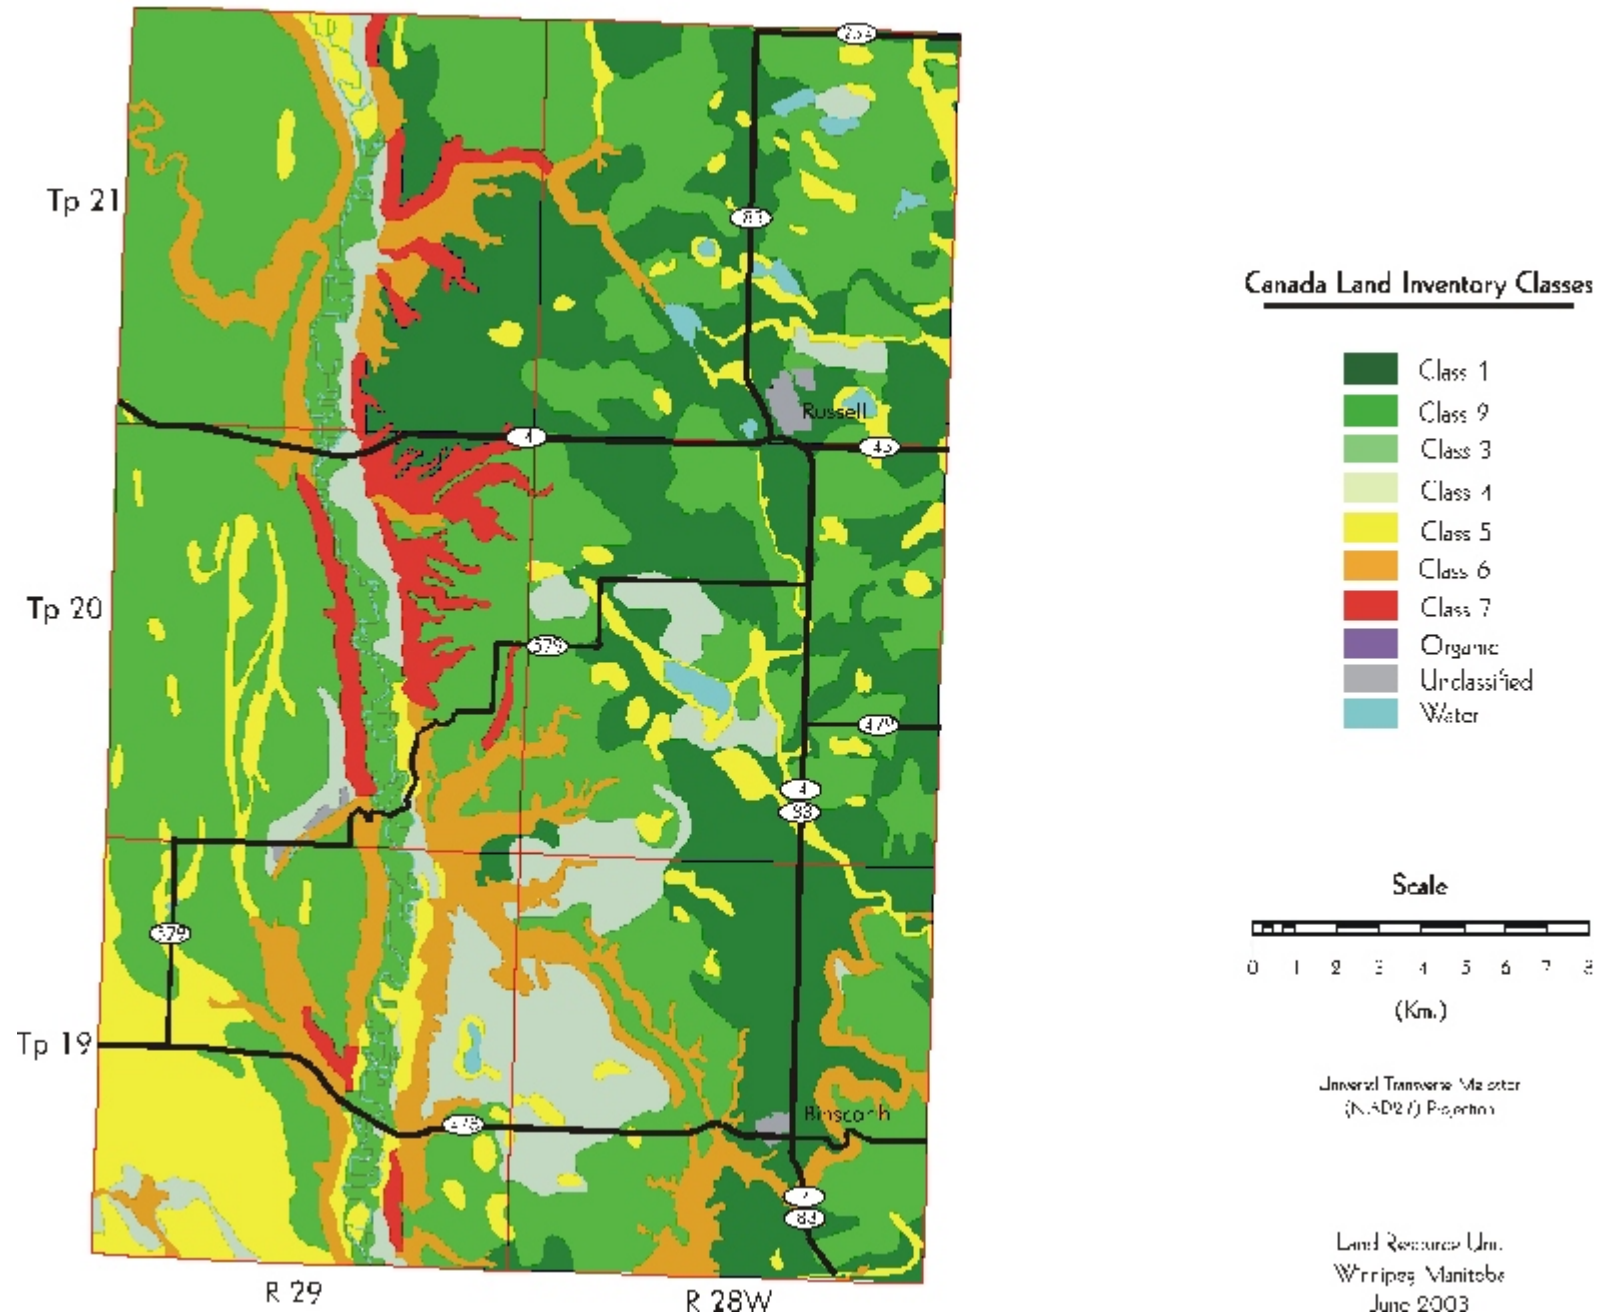 Tp 21
Tp 20
Tp 19
R 29
R 28W
Russell
4
45
579
479
4
379
83
Canada Land Inventory Classes
Class 1
Class 9
Class 3
Class 4
Class 5
Class 6
Class 7
Organic
Unclassified
Water
Scale
0 1 2 3 4 5 6 7 8
(Km.)
Universal Transverse Mercator
(NAD27) Projection
Land Resource Unit
Winnipeg Manitoba
June 2003